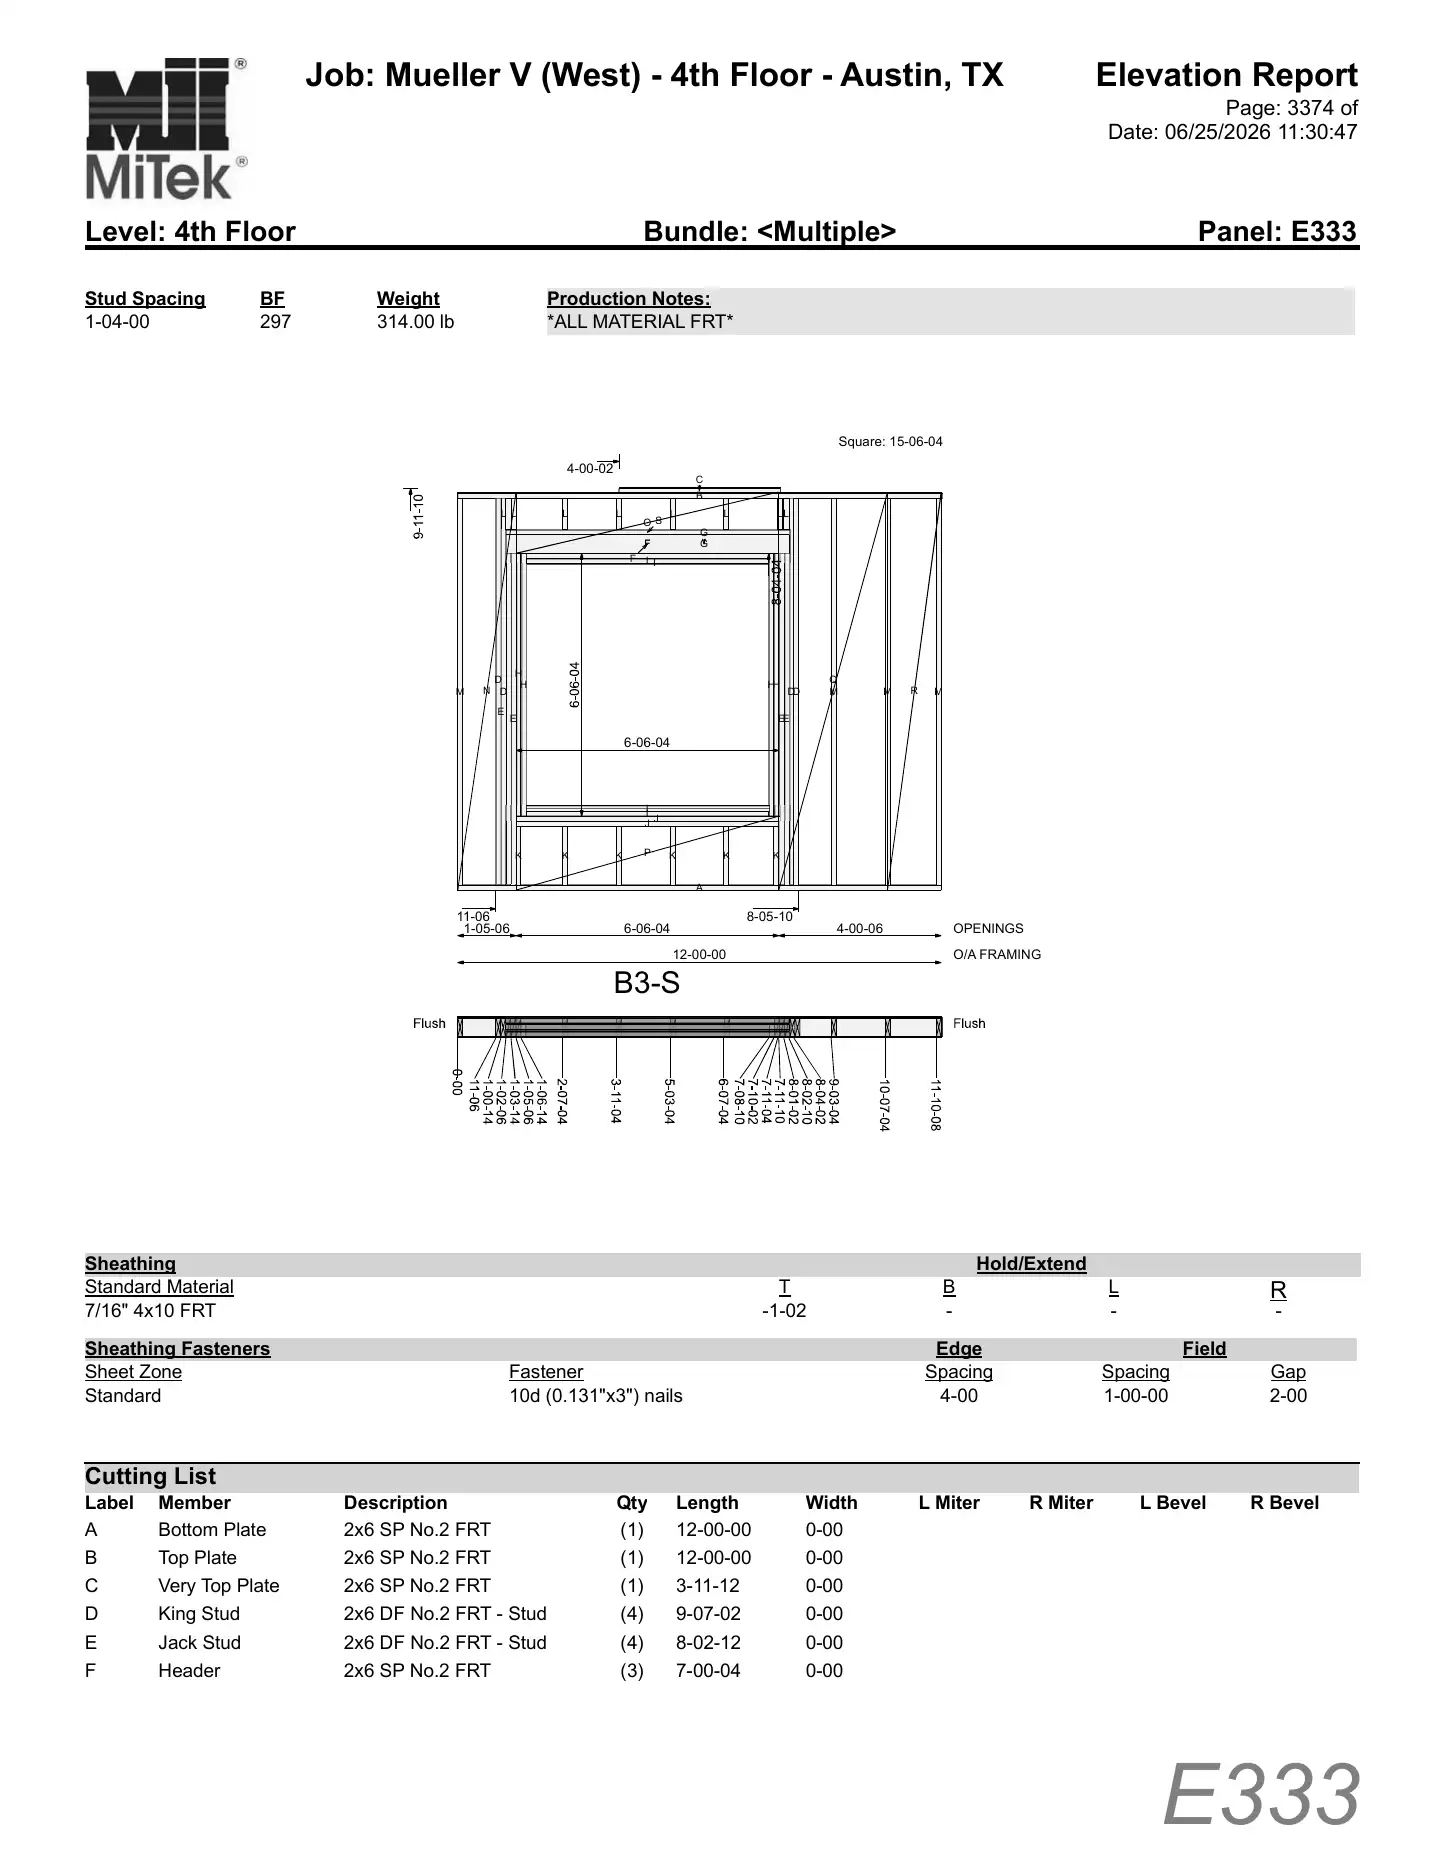 Job: Mueller V (West) - 4th Floor - Austin, TX
Elevation Report
Page: 3374 of
Date: 06/25/2026 11:30:47
MiTek®
Level: 4th Floor Bundle: <Multiple> Panel: E333
Stud Spacing BF Weight Production Notes:
1-04-00 297 314.00 lb *ALL MATERIAL FRT*
Square: 15-06-04
4-00-02
C
B
9-11-10
L L L L L L L
O S
G
F G
F
8-04-04
6-06-04
H
D
H
M N D
E
E
D D
E E
O
M M R M
6-06-04
I
J
J
K K K P K K K
A
11-06 8-05-10
1-05-06 6-06-04 4-00-06 OPENINGS
12-00-00 O/A FRAMING
B3-S
Flush Flush
0-00 11-06 1-00-14 1-02-06 1-03-14 1-05-06 1-06-14 2-07-04 3-11-04 5-03-04 6-07-04 7-08-10 7-10-02 7-11-04 7-11-10 8-01-02 8-02-10 8-04-02 9-03-04 10-07-04 11-10-08
Sheathing Hold/Extend
Standard Material T B L R
7/16" 4x10 FRT -1-02 - - -
Sheathing Fasteners Edge Field
Sheet Zone Fastener Spacing Spacing Gap
Standard 10d (0.131"x3") nails 4-00 1-00-00 2-00
Cutting List
Label Member Description Qty Length Width L Miter R Miter L Bevel R Bevel
A Bottom Plate 2x6 SP No.2 FRT (1) 12-00-00 0-00
B Top Plate 2x6 SP No.2 FRT (1) 12-00-00 0-00
C Very Top Plate 2x6 SP No.2 FRT (1) 3-11-12 0-00
D King Stud 2x6 DF No.2 FRT - Stud (4) 9-07-02 0-00
E Jack Stud 2x6 DF No.2 FRT - Stud (4) 8-02-12 0-00
F Header 2x6 SP No.2 FRT (3) 7-00-04 0-00
E333